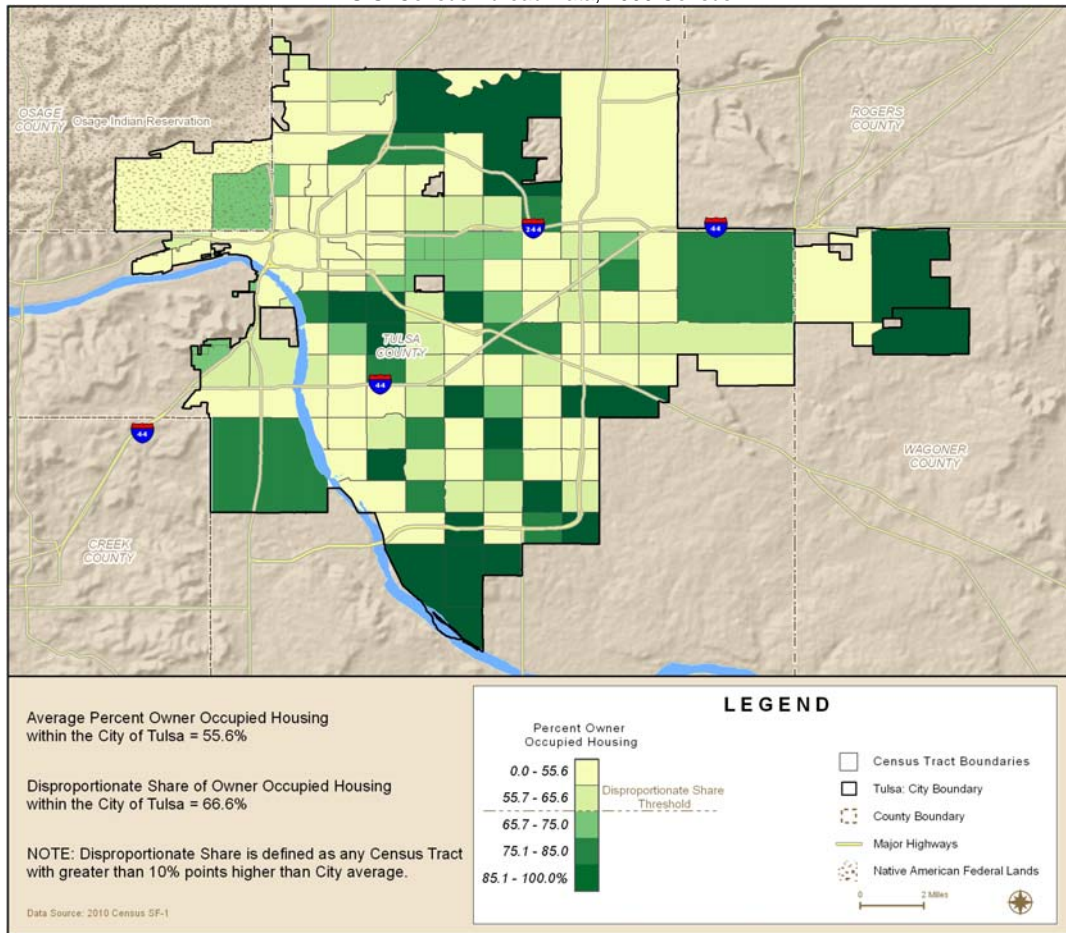 OSAGE
COUNTY
Osage Indian Reservation
ROGERS
COUNTY
244
44
TULSA
COUNTY
44
44
WAGONER
COUNTY
CREEK
COUNTY
Average Percent Owner Occupied Housing
within the City of Tulsa = 55.6%
Disproportionate Share of Owner Occupied Housing
within the City of Tulsa = 66.6%
NOTE: Disproportionate Share is defined as any Census Tract
with greater than 10% points higher than City average.
Data Source: 2010 Census SF-1
LEGEND
Percent Owner
Occupied Housing
0.0 - 55.6
55.7 - 65.6
65.7 - 75.0
75.1 - 85.0
85.1 - 100.0%
Disproportionate Share
Threshold
Census Tract Boundaries
Tulsa: City Boundary
County Boundary
Major Highways
Native American Federal Lands
0 2 Miles